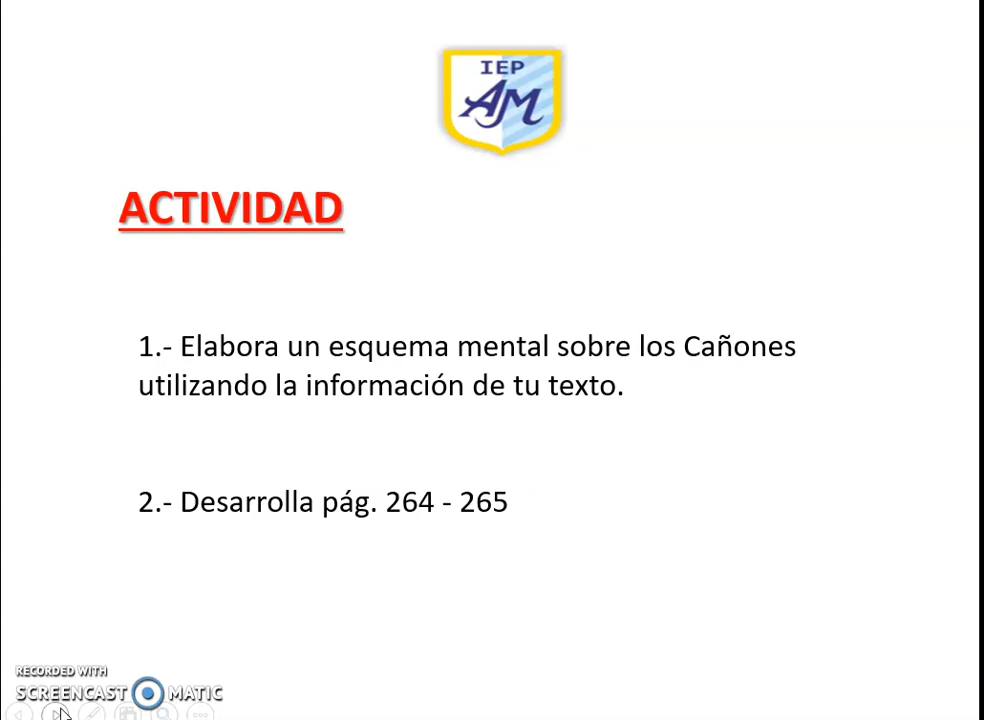 IEP
AM
ACTIVIDAD
1.- Elabora un esquema mental sobre los Cañones
utilizando la información de tu texto.
2.- Desarrolla pág. 264 - 265
RECORDED WITH
SCREENCAST MATIC